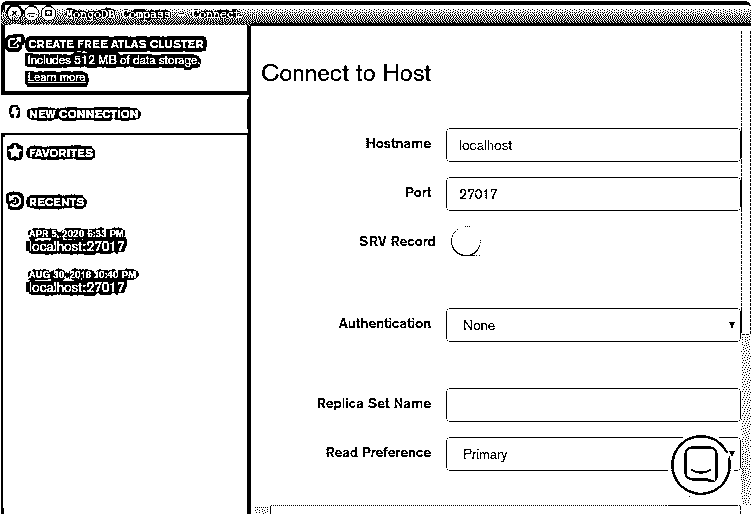 MongoDB Compass - Connect
CREATE FREE ATLAS CLUSTER
Includes 512 MB of data storage.
Learn more
NEW CONNECTION
FAVORITES
RECENTS
APR 5, 2020 6:53 PM
localhost:27017
AUG 30, 2018 10:40 PM
localhost:27017
Connect to Host
Hostname localhost
Port 27017
SRV Record
Authentication None
Replica Set Name
Read Preference Primary